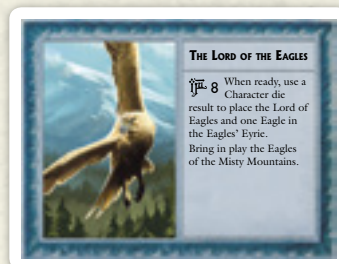 The Lord of the Eagles
8 When ready, use a
Character die
result to place the Lord of
Eagles and one Eagle in
the Eagles' Eyrie.
Bring in play the Eagles
of the Misty Mountains.